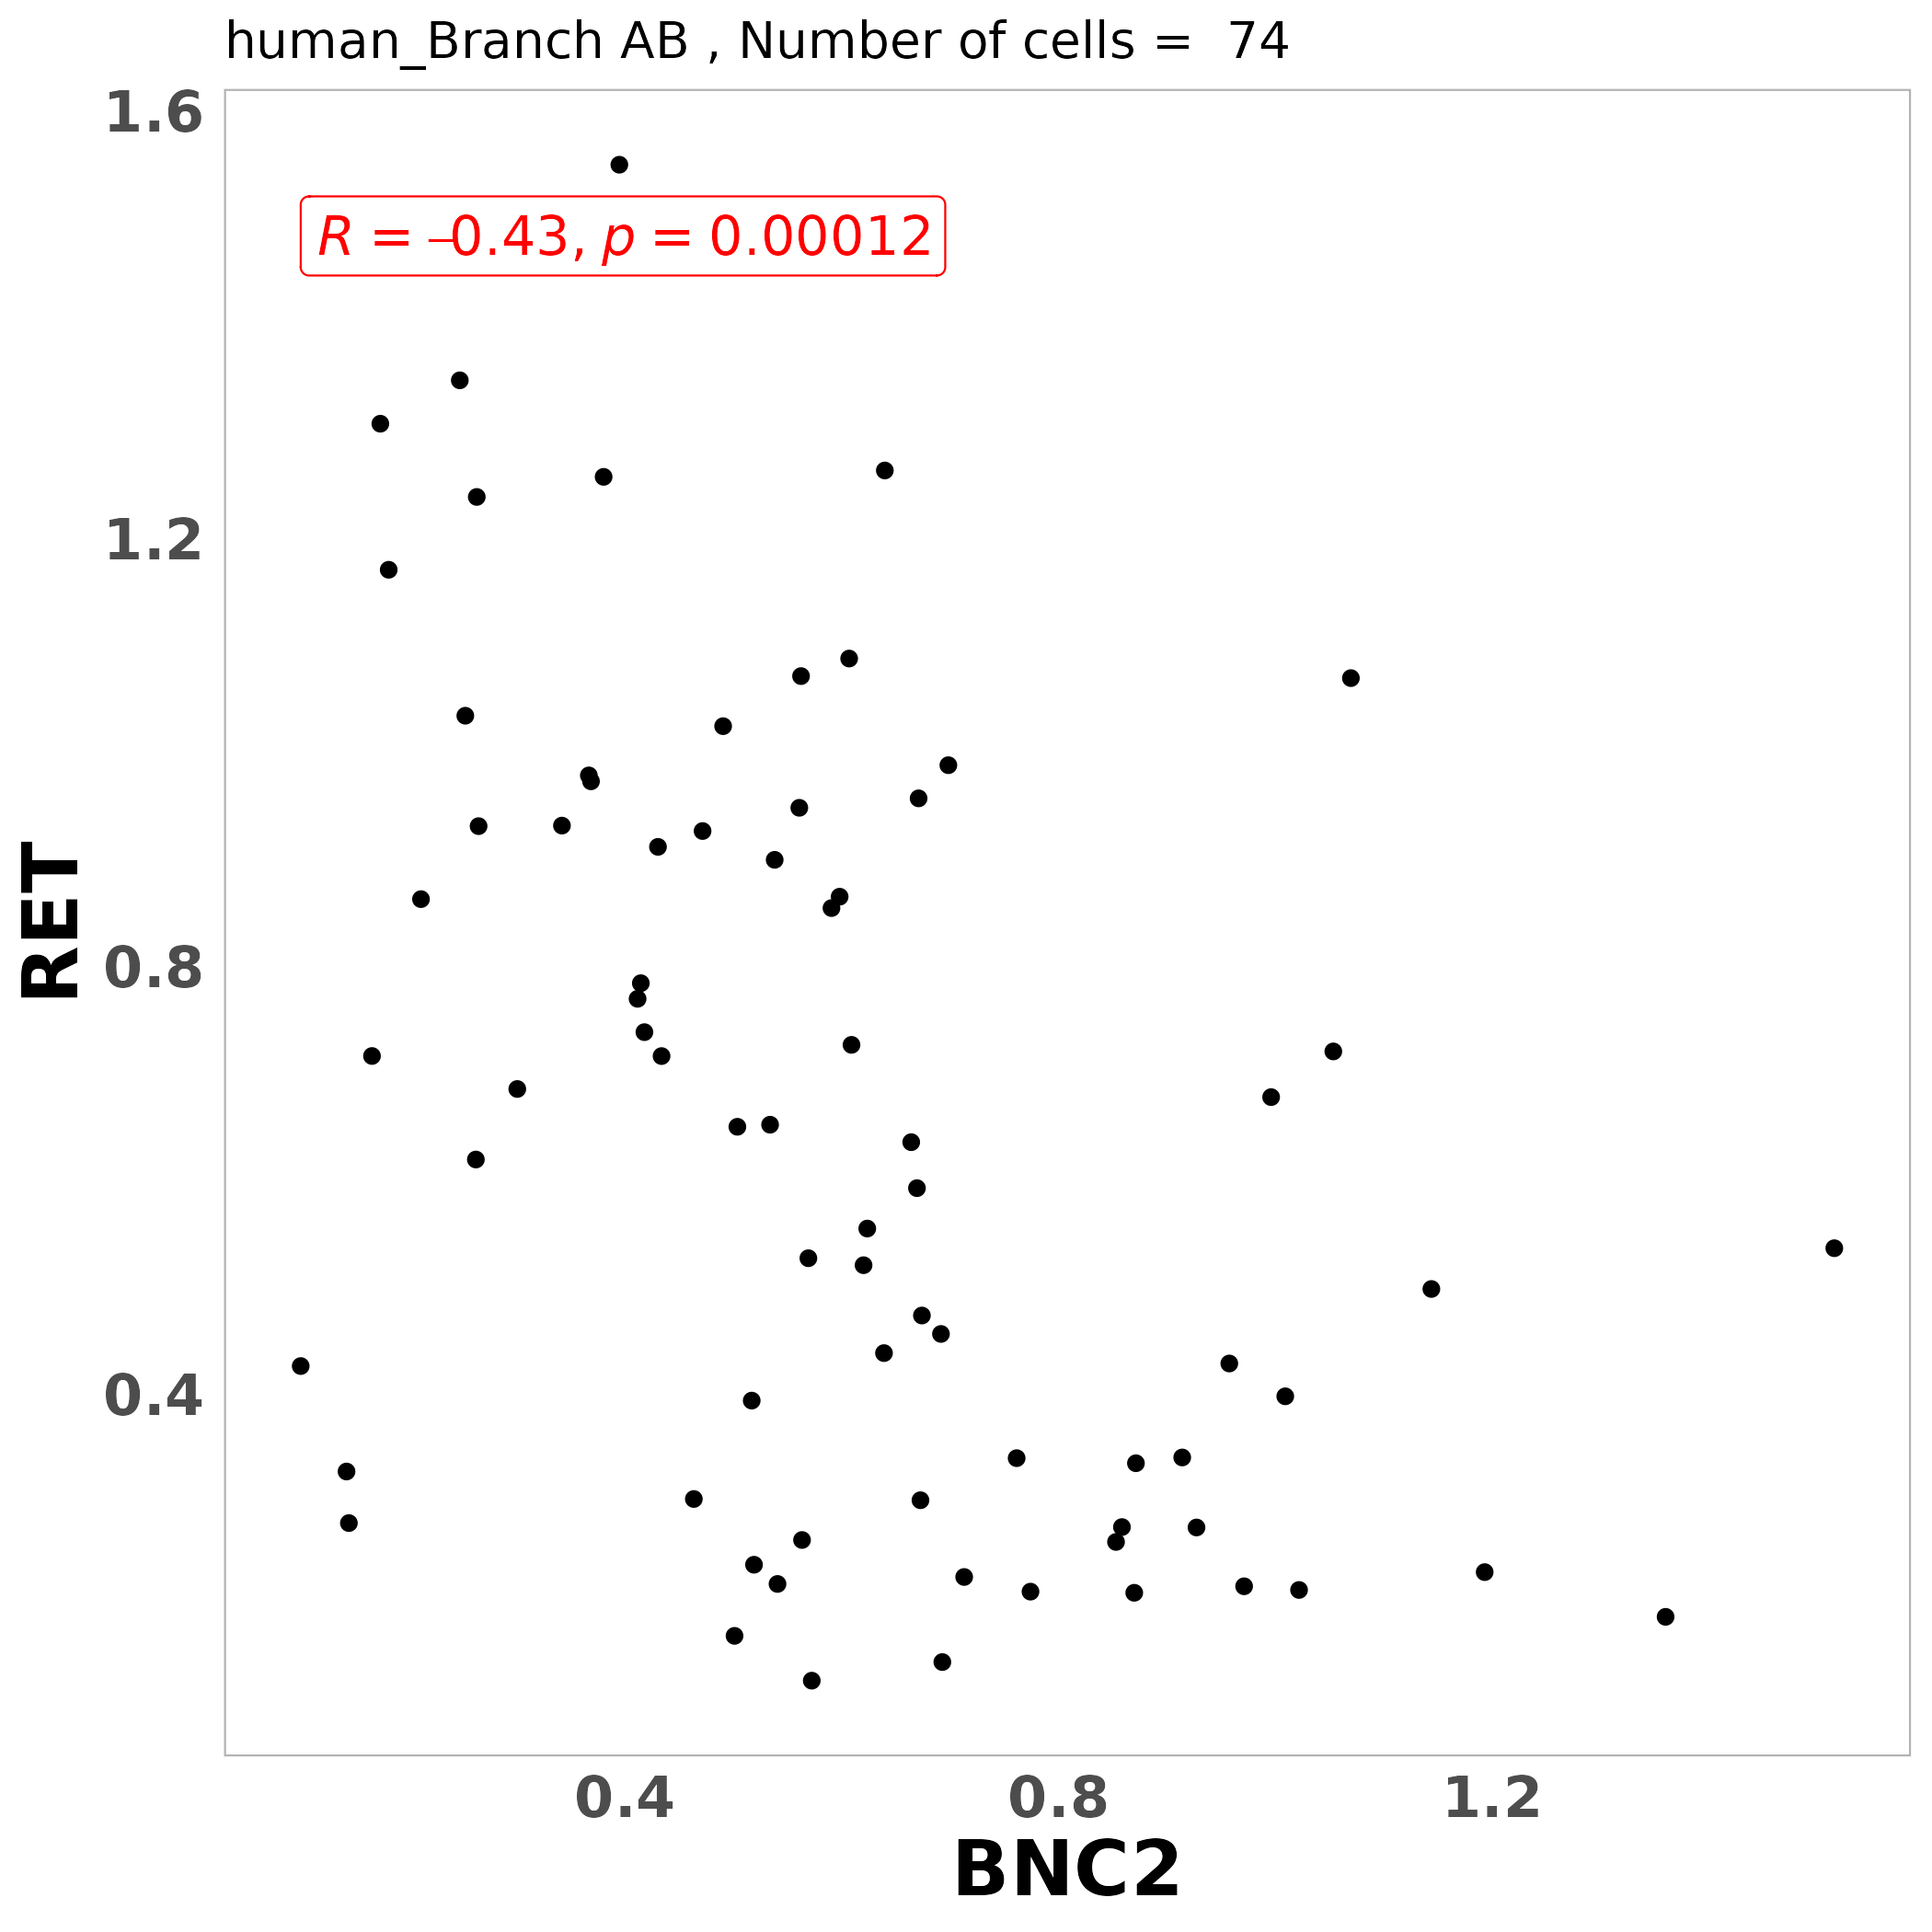 human_Branch AB , Number of cells =  74
1.6
R = –0.43, p = 0.00012
1.2
RET
0.8
0.4
0.4 0.8 1.2
BNC2